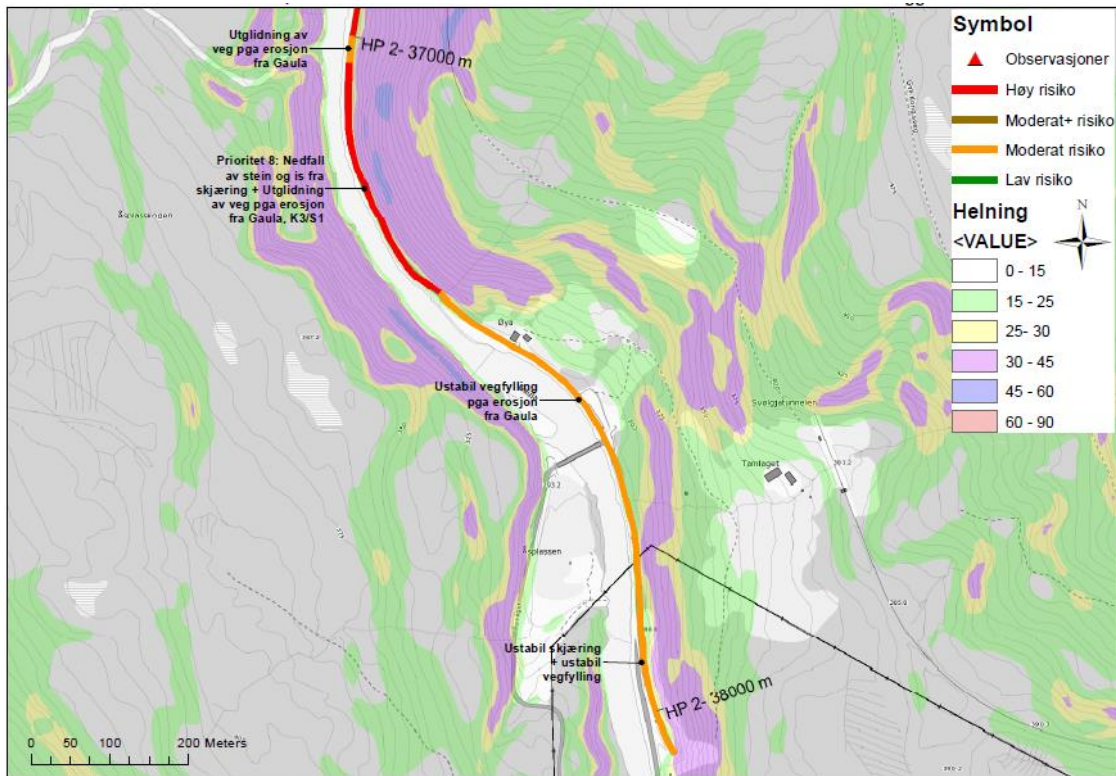 Utglidning av
veg pga erosjon
fra Gaula
HP 2- 37000 m
Prioritet 8: Nedfall
av stein og is fra
skjæring + Utglidning
av veg pga erosjon
fra Gaula, K3/S1
Øya
Ustabil vegfylling
pga erosjon
fra Gaula
Svølgjatunneien
Tamlaget
Åsplassen
Ustabil skjæring
+ ustabil
vegfylling
HP 2- 38000 m
0 50 100 200 Meters
Symbol
Observasjoner
Høy risiko
Moderat+ risiko
Moderat risiko
Lav risiko
Helning
<VALUE>
N
0 - 15
15 - 25
25- 30
30 - 45
45 - 60
60 - 90